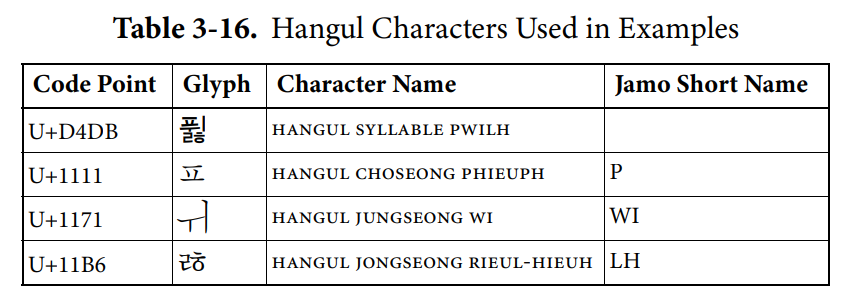 Table 3-16. Hangul Characters Used in Examples
Code Point Glyph Character Name Jamo Short Name
U+D4DB 퓛 HANGUL SYLLABLE PWILH
U+1111 ᄑ HANGUL CHOSEONG PHIEUPH P
U+1171 ᅱ HANGUL JUNGSEONG WI WI
U+11B6 ᆶ HANGUL JONGSEONG RIEUL-HIEUH LH